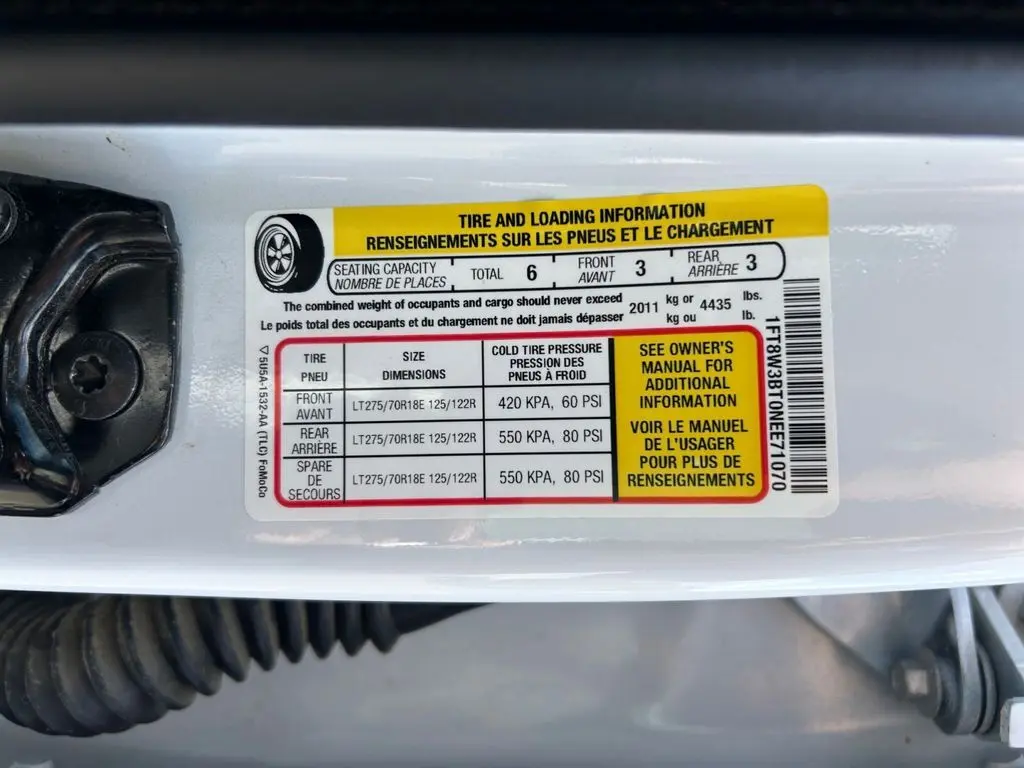 TIRE AND LOADING INFORMATION
RENSEIGNEMENTS SUR LES PNEUS ET LE CHARGEMENT
SEATING CAPACITY
NOMBRE DE PLACES
TOTAL 6
FRONT
AVANT
3
REAR
ARRIÈRE
3
The combined weight of occupants and cargo should never exceed
Le poids total des occupants et du chargement ne doit jamais dépasser
2011
kg or
kg ou
4435
lbs.
lb.
TIRE
PNEU
SIZE
DIMENSIONS
COLD TIRE PRESSURE
PRESSION DES
PNEUS À FROID
FRONT
AVANT
LT275/70R18E 125/122R
420 KPA, 60 PSI
REAR
ARRIÈRE
LT275/70R18E 125/122R
550 KPA, 80 PSI
SPARE
DE
SECOURS
LT275/70R18E 125/122R
550 KPA, 80 PSI
SEE OWNER'S
MANUAL FOR
ADDITIONAL
INFORMATION
VOIR LE MANUEL
DE L'USAGER
POUR PLUS DE
RENSEIGNEMENTS
5U5A-1532-AA (TLC) FoMoCo
1FT8W3BT0NEE71070